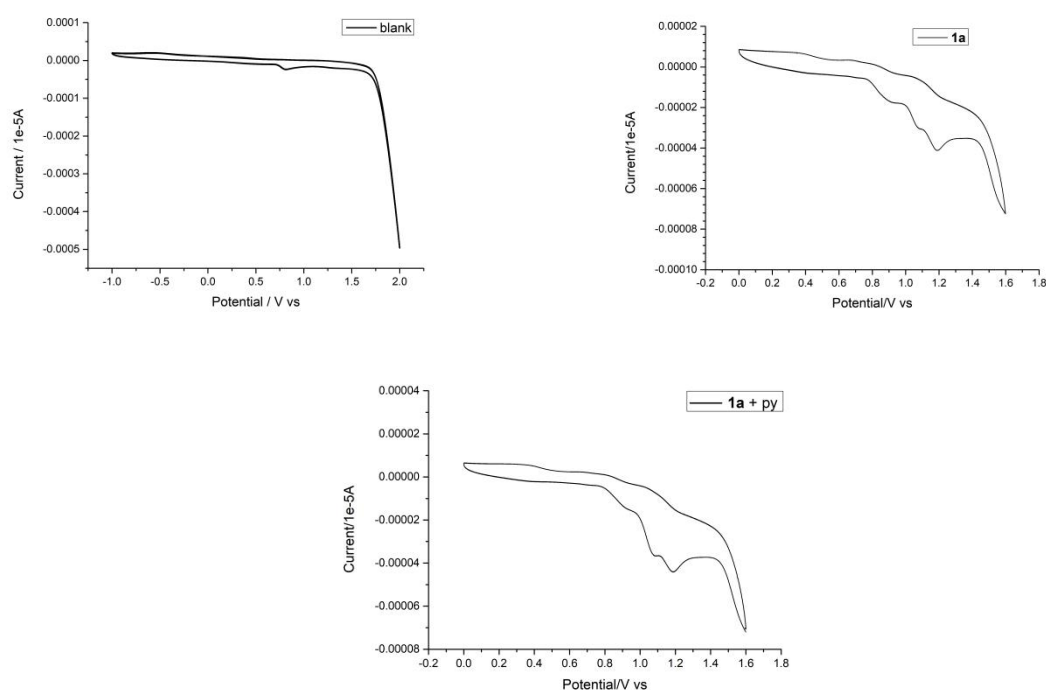 blank
0.0001
0.0000
-0.0001
-0.0002
-0.0003
-0.0004
-0.0005
Current / 1e-5A
-1.0 -0.5 0.0 0.5 1.0 1.5 2.0
Potential / V vs
1a
0.00002
0.00000
-0.00002
-0.00004
-0.00006
-0.00008
-0.00010
Current/1e-5A
-0.2 0.0 0.2 0.4 0.6 0.8 1.0 1.2 1.4 1.6 1.8
Potential/V vs
1a + py
0.00004
0.00002
0.00000
-0.00002
-0.00004
-0.00006
-0.00008
Current/1e-5A
-0.2 0.0 0.2 0.4 0.6 0.8 1.0 1.2 1.4 1.6 1.8
Potential/V vs